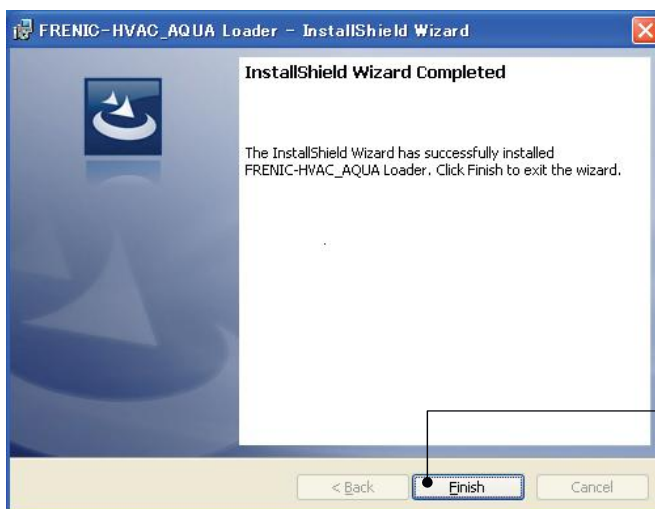 FRENIC-HVAC_AQUA Loader - InstallShield Wizard
InstallShield Wizard Completed
The InstallShield Wizard has successfully installed
FRENIC-HVAC_AQUA Loader. Click Finish to exit the wizard.
< Back
Finish
Cancel